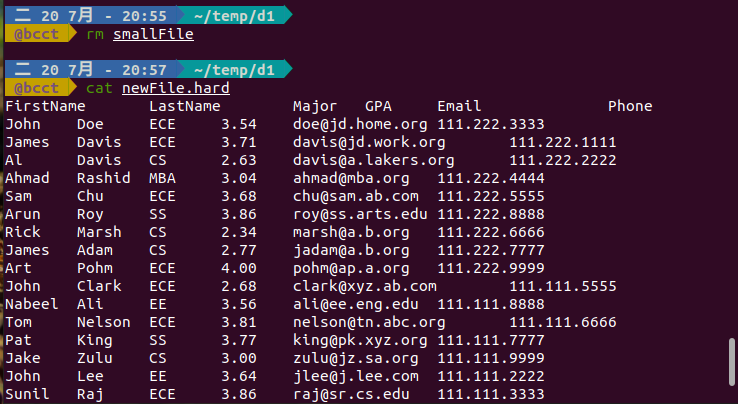 二 20 7月 - 20:55 ~/temp/d1
@bcct rm smallFile
二 20 7月 - 20:57 ~/temp/d1
@bcct cat newFile.hard
FirstName LastName Major GPA Email Phone
John Doe ECE 3.54 doe@jd.home.org 111.222.3333
James Davis ECE 3.71 davis@jd.work.org 111.222.1111
Al Davis CS 2.63 davis@a.lakers.org 111.222.2222
Ahmad Rashid MBA 3.04 ahmad@mba.org 111.222.4444
Sam Chu ECE 3.68 chu@sam.ab.com 111.222.5555
Arun Roy SS 3.86 roy@ss.arts.edu 111.222.8888
Rick Marsh CS 2.34 marsh@a.b.org 111.222.6666
James Adam CS 2.77 jadam@a.b.org 111.222.7777
Art Pohm ECE 4.00 pohm@ap.a.org 111.222.9999
John Clark ECE 2.68 clark@xyz.ab.com 111.111.5555
Nabeel Ali EE 3.56 ali@ee.eng.edu 111.111.8888
Tom Nelson ECE 3.81 nelson@tn.abc.org 111.111.6666
Pat King SS 3.77 king@pk.xyz.org 111.111.7777
Jake Zulu CS 3.00 zulu@jz.sa.org 111.111.9999
John Lee EE 3.64 jlee@j.lee.com 111.111.2222
Sunil Raj ECE 3.86 raj@sr.cs.edu 111.111.3333